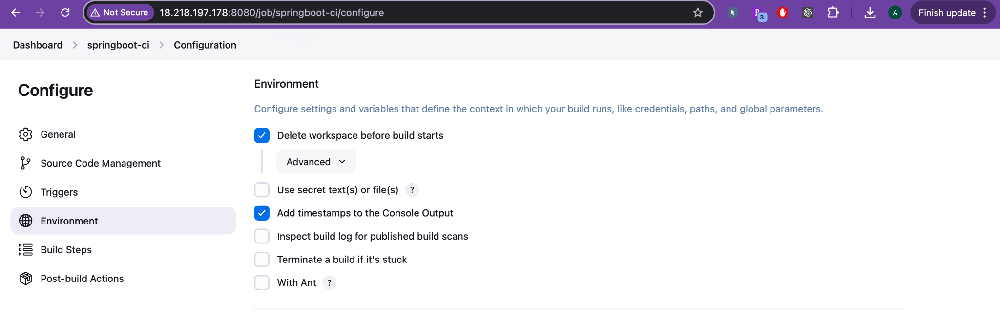 Not Secure 18.218.197.178:8080/job/springboot-ci/configure 3 A Finish update
Dashboard springboot-ci Configuration
Configure
General
Source Code Management
Triggers
Environment
Build Steps
Post-build Actions
Environment
Configure settings and variables that define the context in which your build runs, like credentials, paths, and global parameters.
Delete workspace before build starts
Advanced
Use secret text(s) or file(s) ?
Add timestamps to the Console Output
Inspect build log for published build scans
Terminate a build if it's stuck
With Ant ?